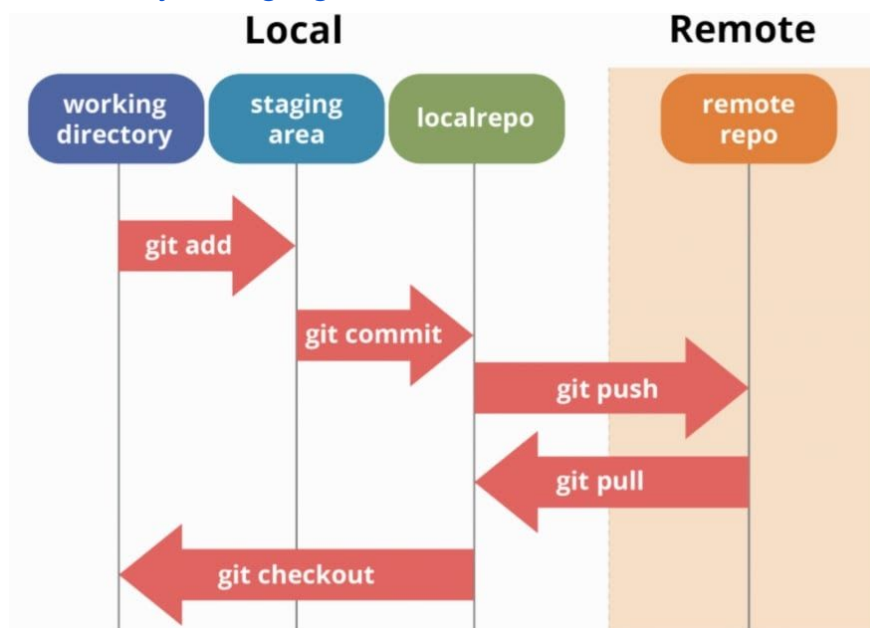 Local
Remote
working
directory
staging
area
localrepo
remote
repo
git add
git commit
git push
git pull
git checkout